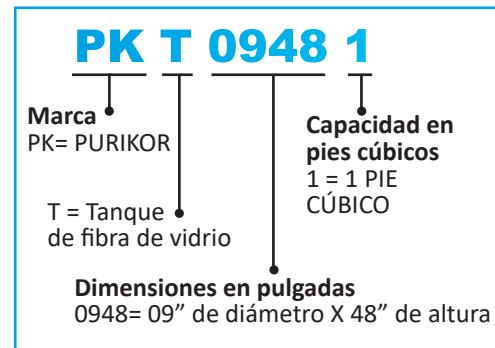 PK T 0948 1
Marca
PK= PURIKOR
Capacidad en
pies cúbicos
1 = 1 PIE
CÚBICO
T = Tanque
de fibra de vidrio
Dimensiones en pulgadas
0948= 09” de diámetro X 48” de altura